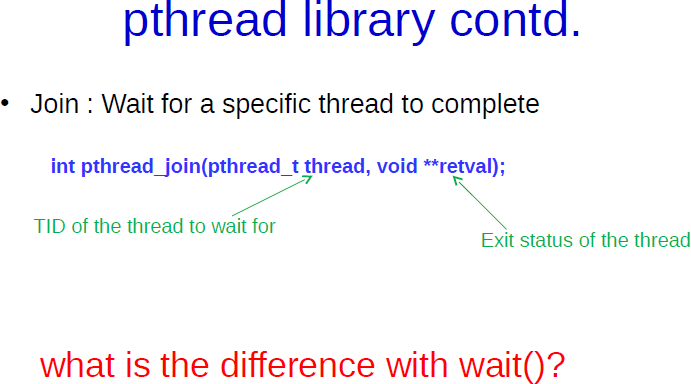 pthread library contd.
• Join : Wait for a specific thread to complete
int pthread_join(pthread_t thread, void **retval);
TID of the thread to wait for
Exit status of the thread
what is the difference with wait()?